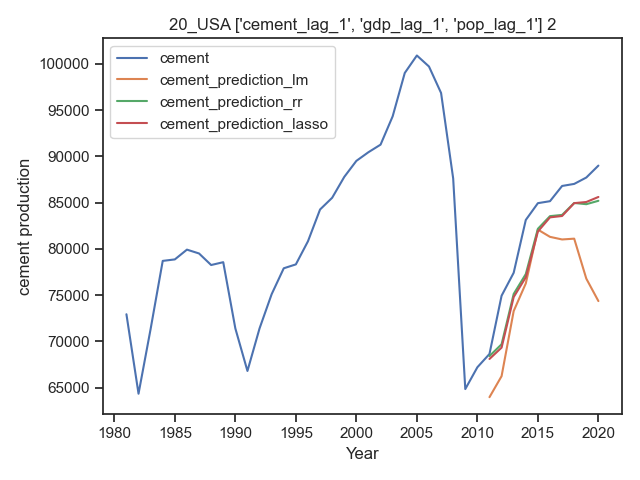 20_USA ['cement_lag_1', 'gdp_lag_1', 'pop_lag_1'] 2
cement
cement_prediction_lm
cement_prediction_rr
cement_prediction_lasso
cement production
100000
95000
90000
85000
80000
75000
70000
65000
1980 1985 1990 1995 2000 2005 2010 2015 2020
Year